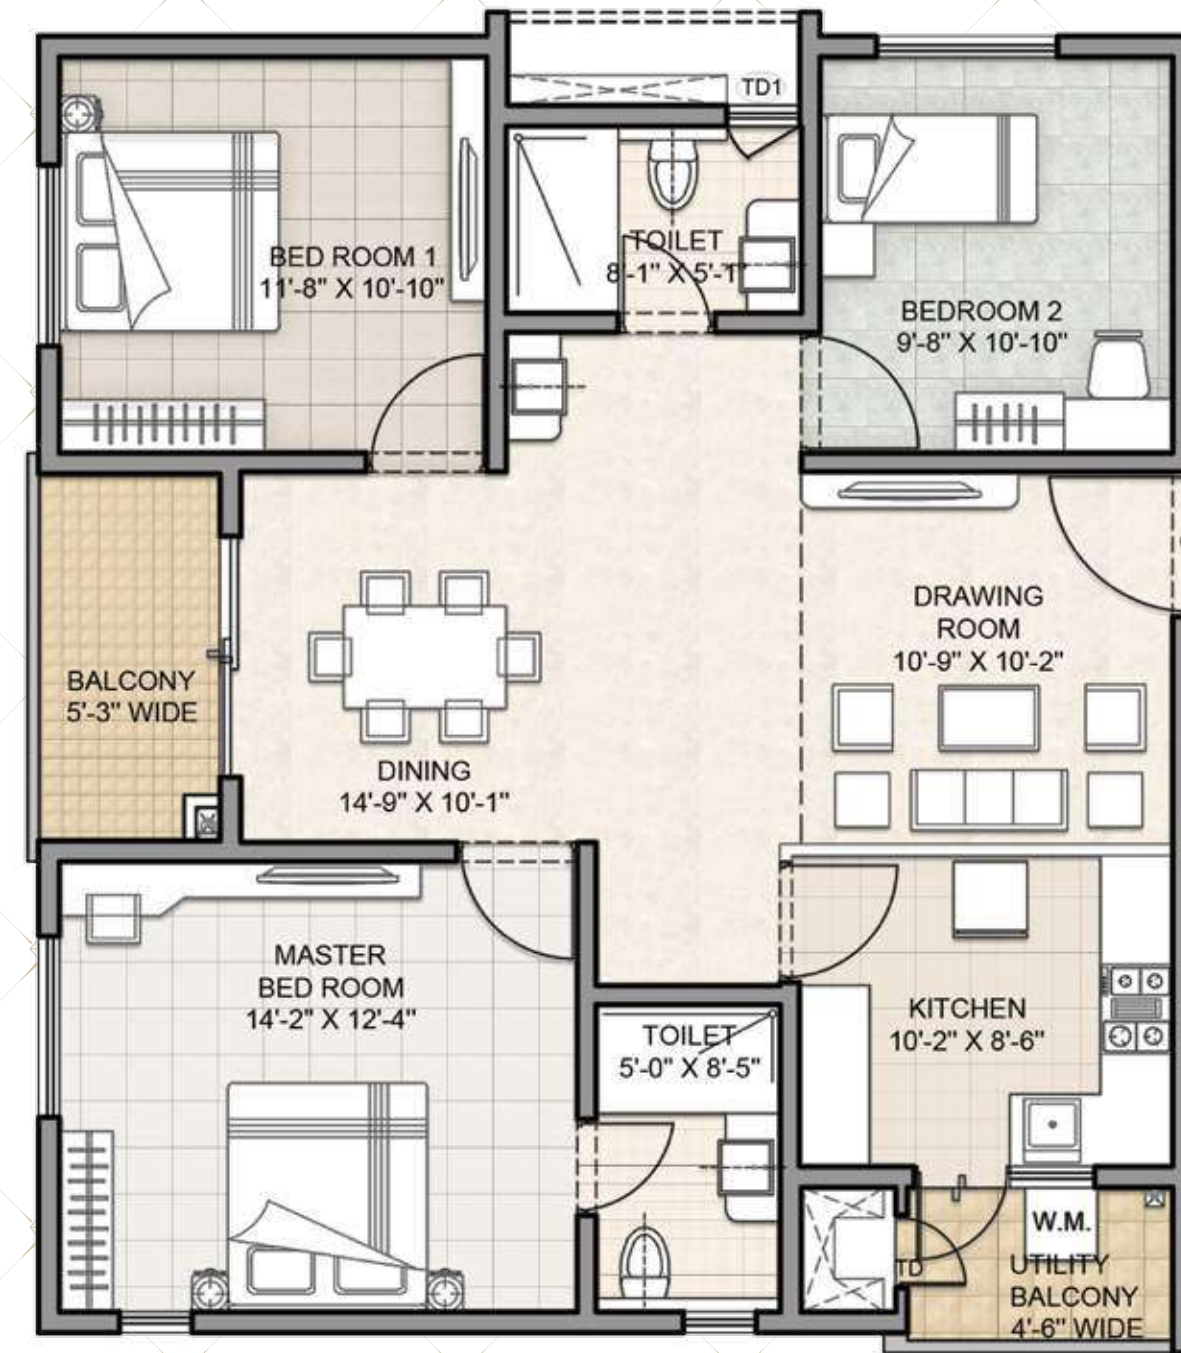 TD1
BED ROOM 1
11'-8" X 10'-10"
TOILET
8'-1" X 5'-1"
BEDROOM 2
9'-8" X 10'-10"
DRAWING
ROOM
10'-9" X 10'-2"
BALCONY
5'-3" WIDE
DINING
14'-9" X 10'-1"
MASTER
BED ROOM
14'-2" X 12'-4"
TOILET
5'-0" X 8'-5"
KITCHEN
10'-2" X 8'-6"
W.M.
TD
UTILITY
BALCONY
4'-6" WIDE